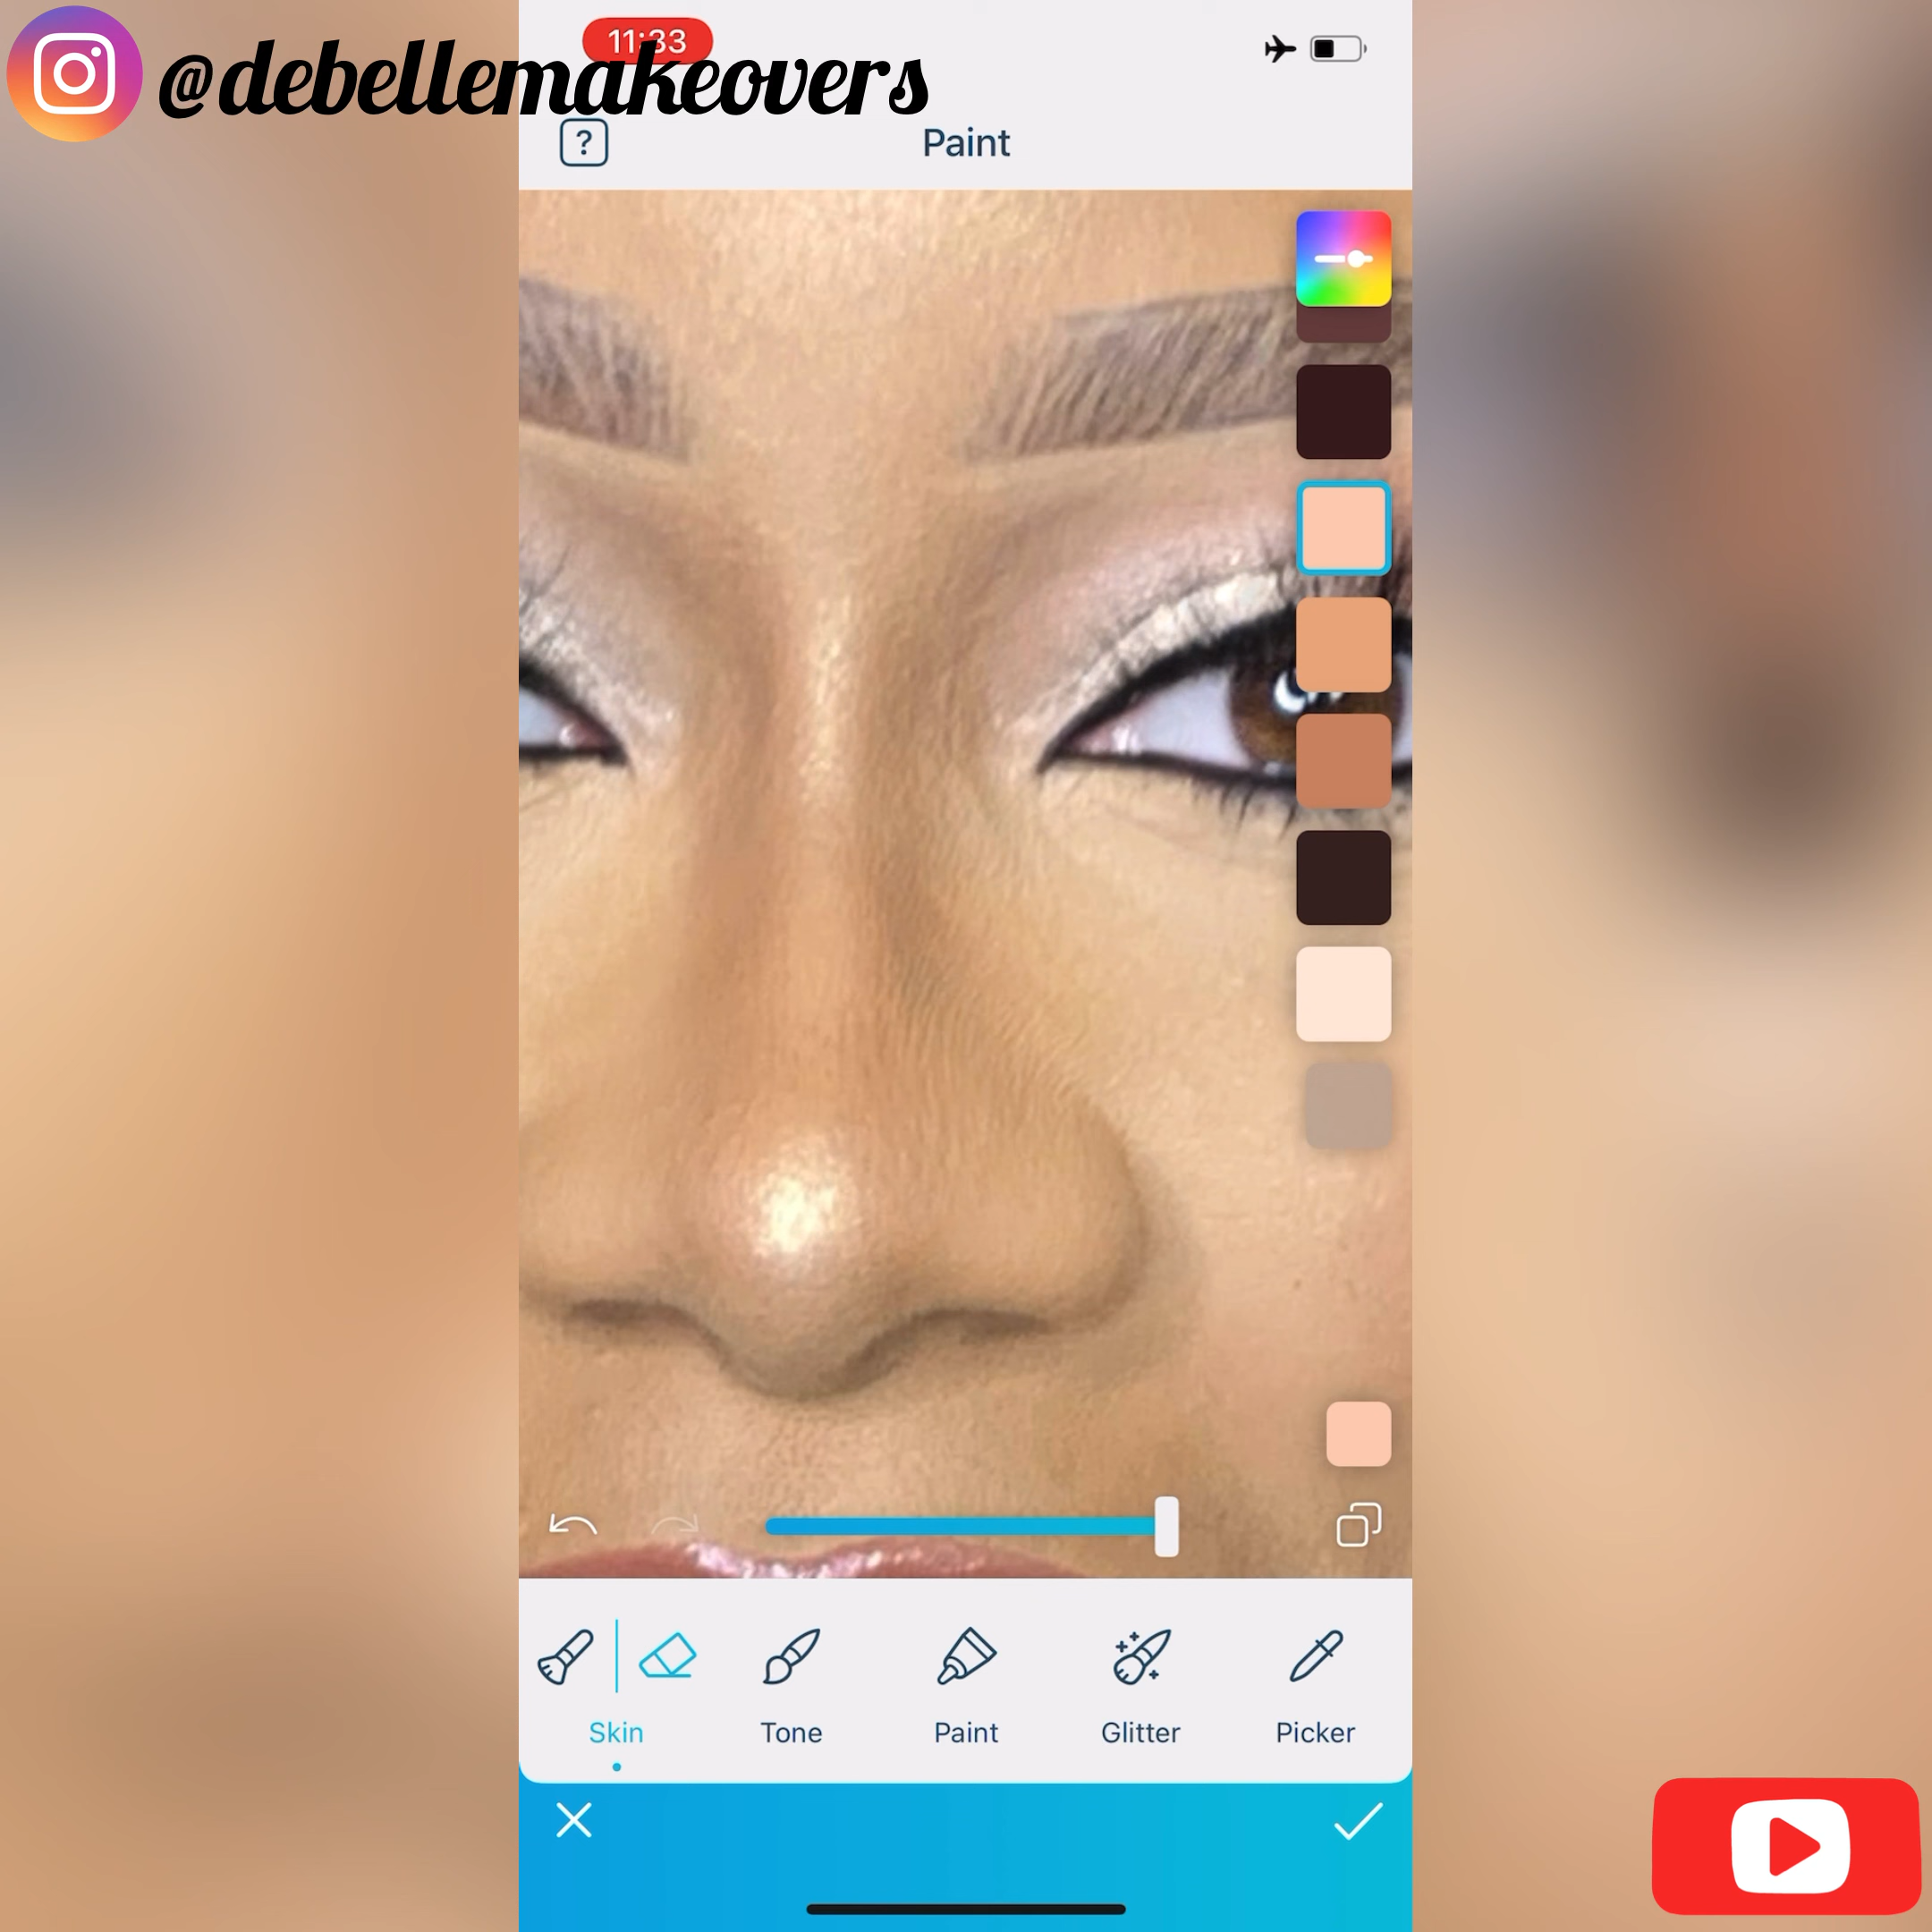 11:33
@debellemakeovers
?
Paint
Skin
Tone
Paint
Glitter
Picker